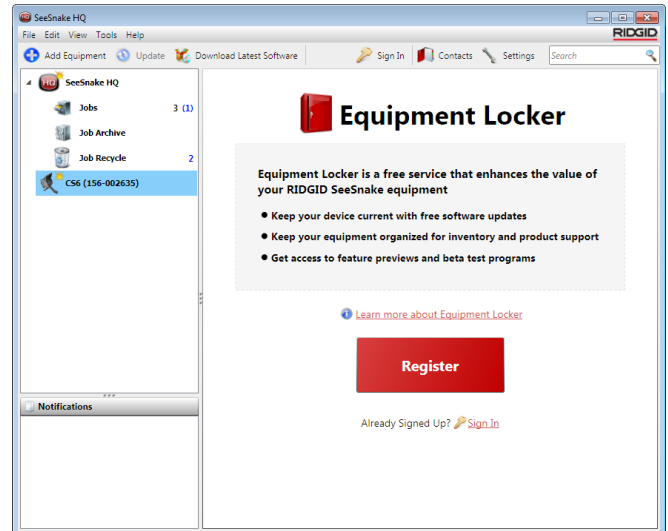 SeeSnake HQ
File Edit View Tools Help
RIDGID
Add Equipment Update Download Latest Software Sign In Contacts Settings Search
HQ SeeSnake HQ
Jobs 3 (1)
Job Archive
Job Recycle 2
CS6 (156-002635)
Notifications
Equipment Locker
Equipment Locker is a free service that enhances the value of
your RIDGID SeeSnake equipment
● Keep your device current with free software updates
● Keep your equipment organized for inventory and product support
● Get access to feature previews and beta test programs
Learn more about Equipment Locker
Register
Already Signed Up? Sign In